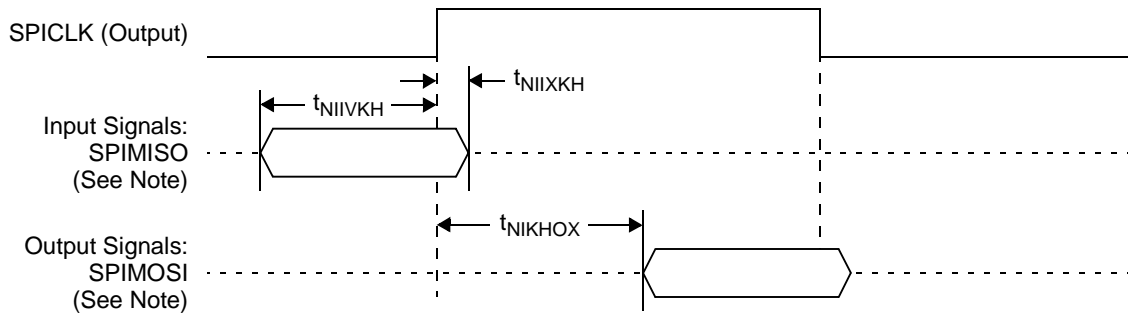 SPICLK (Output)
tNIIXKH
tNIIVKH
Input Signals:
SPIMISO
(See Note)
tNIKHOX
Output Signals:
SPIMOSI
(See Note)